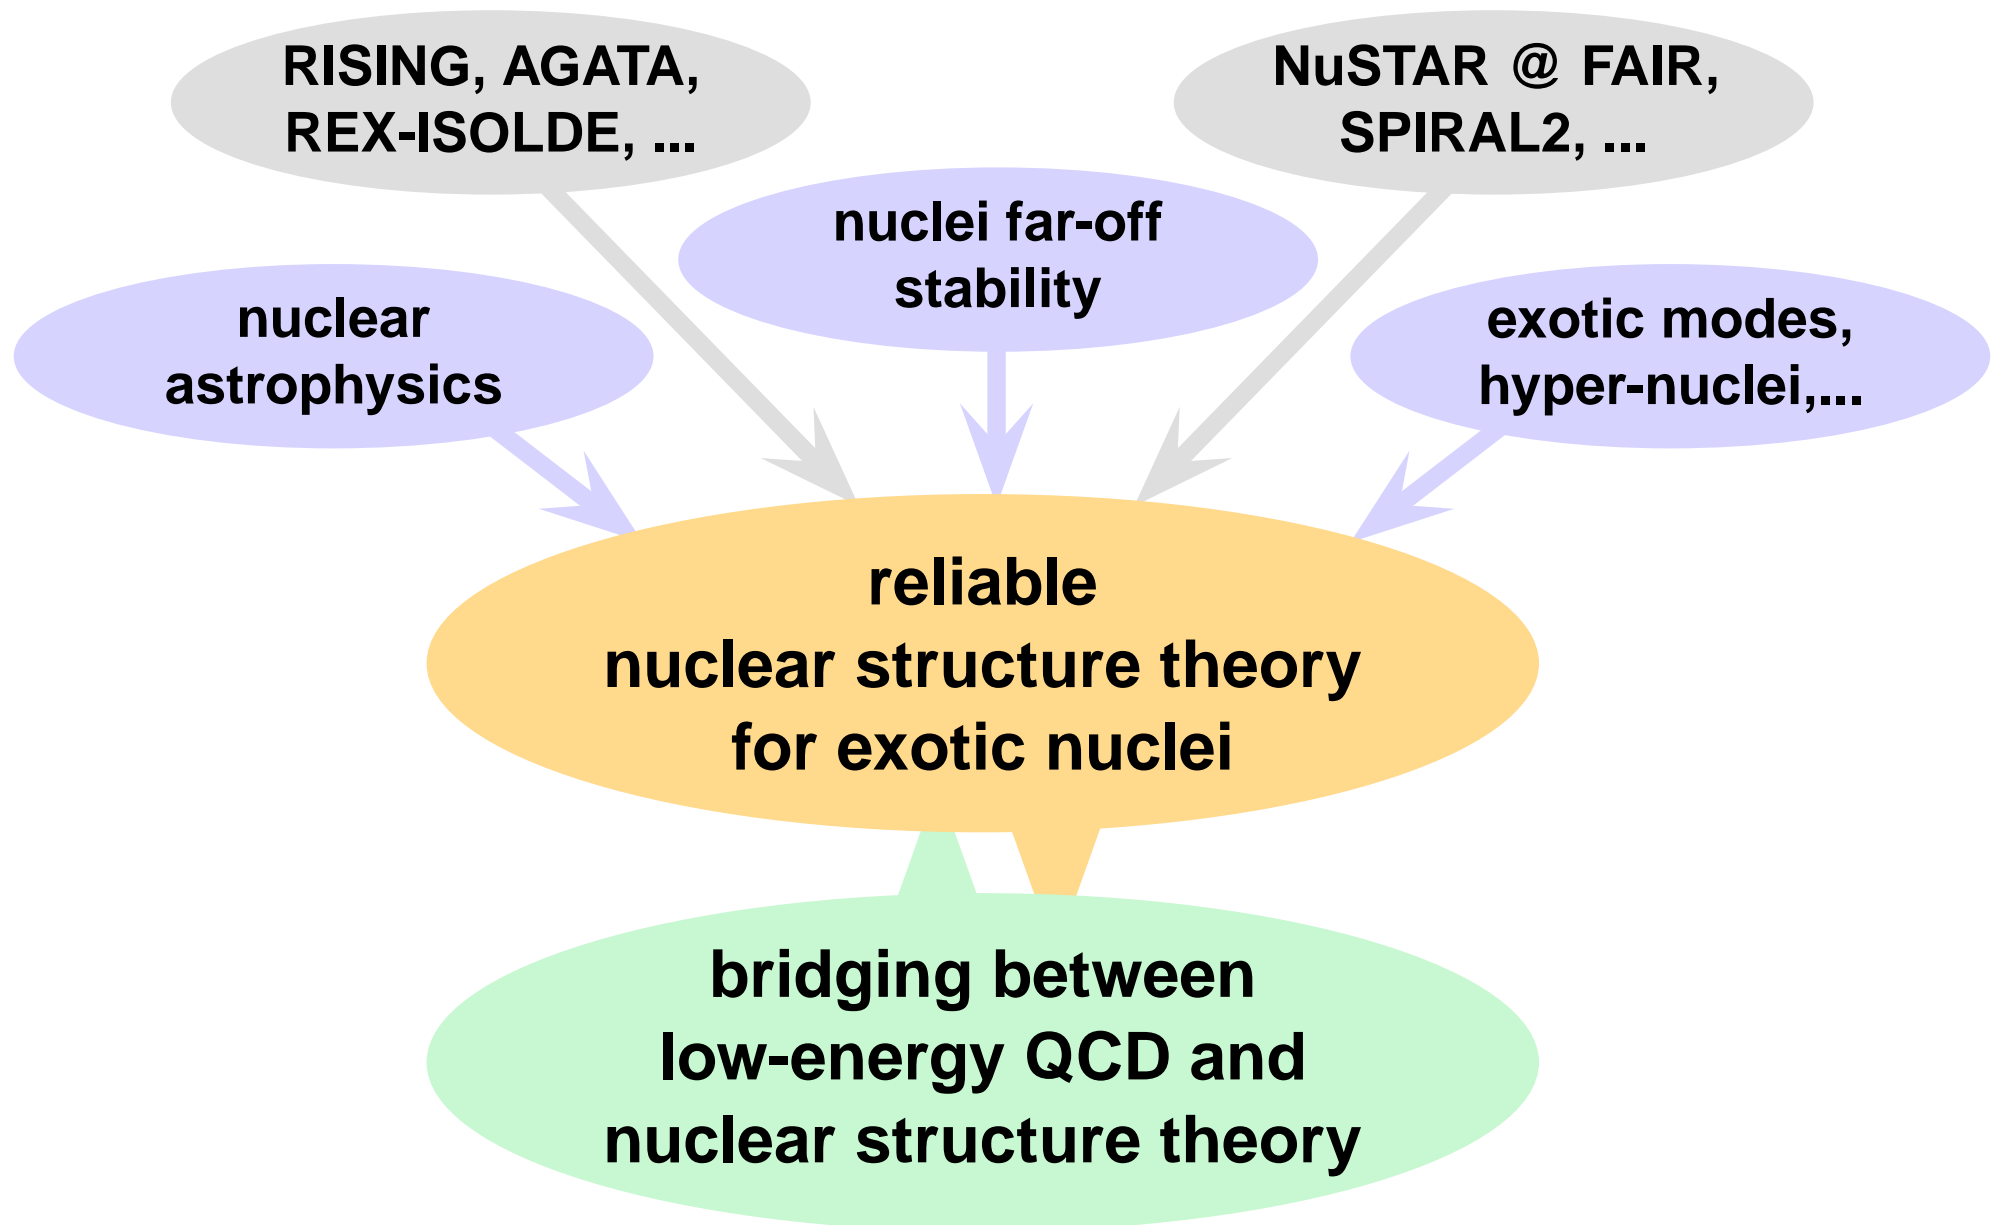 RISING, AGATA,
REX-ISOLDE, ...
NuSTAR @ FAIR,
SPIRAL2, ...
nuclei far-off
stability
nuclear
astrophysics
exotic modes,
hyper-nuclei,...
reliable
nuclear structure theory
for exotic nuclei
bridging between
low-energy QCD and
nuclear structure theory